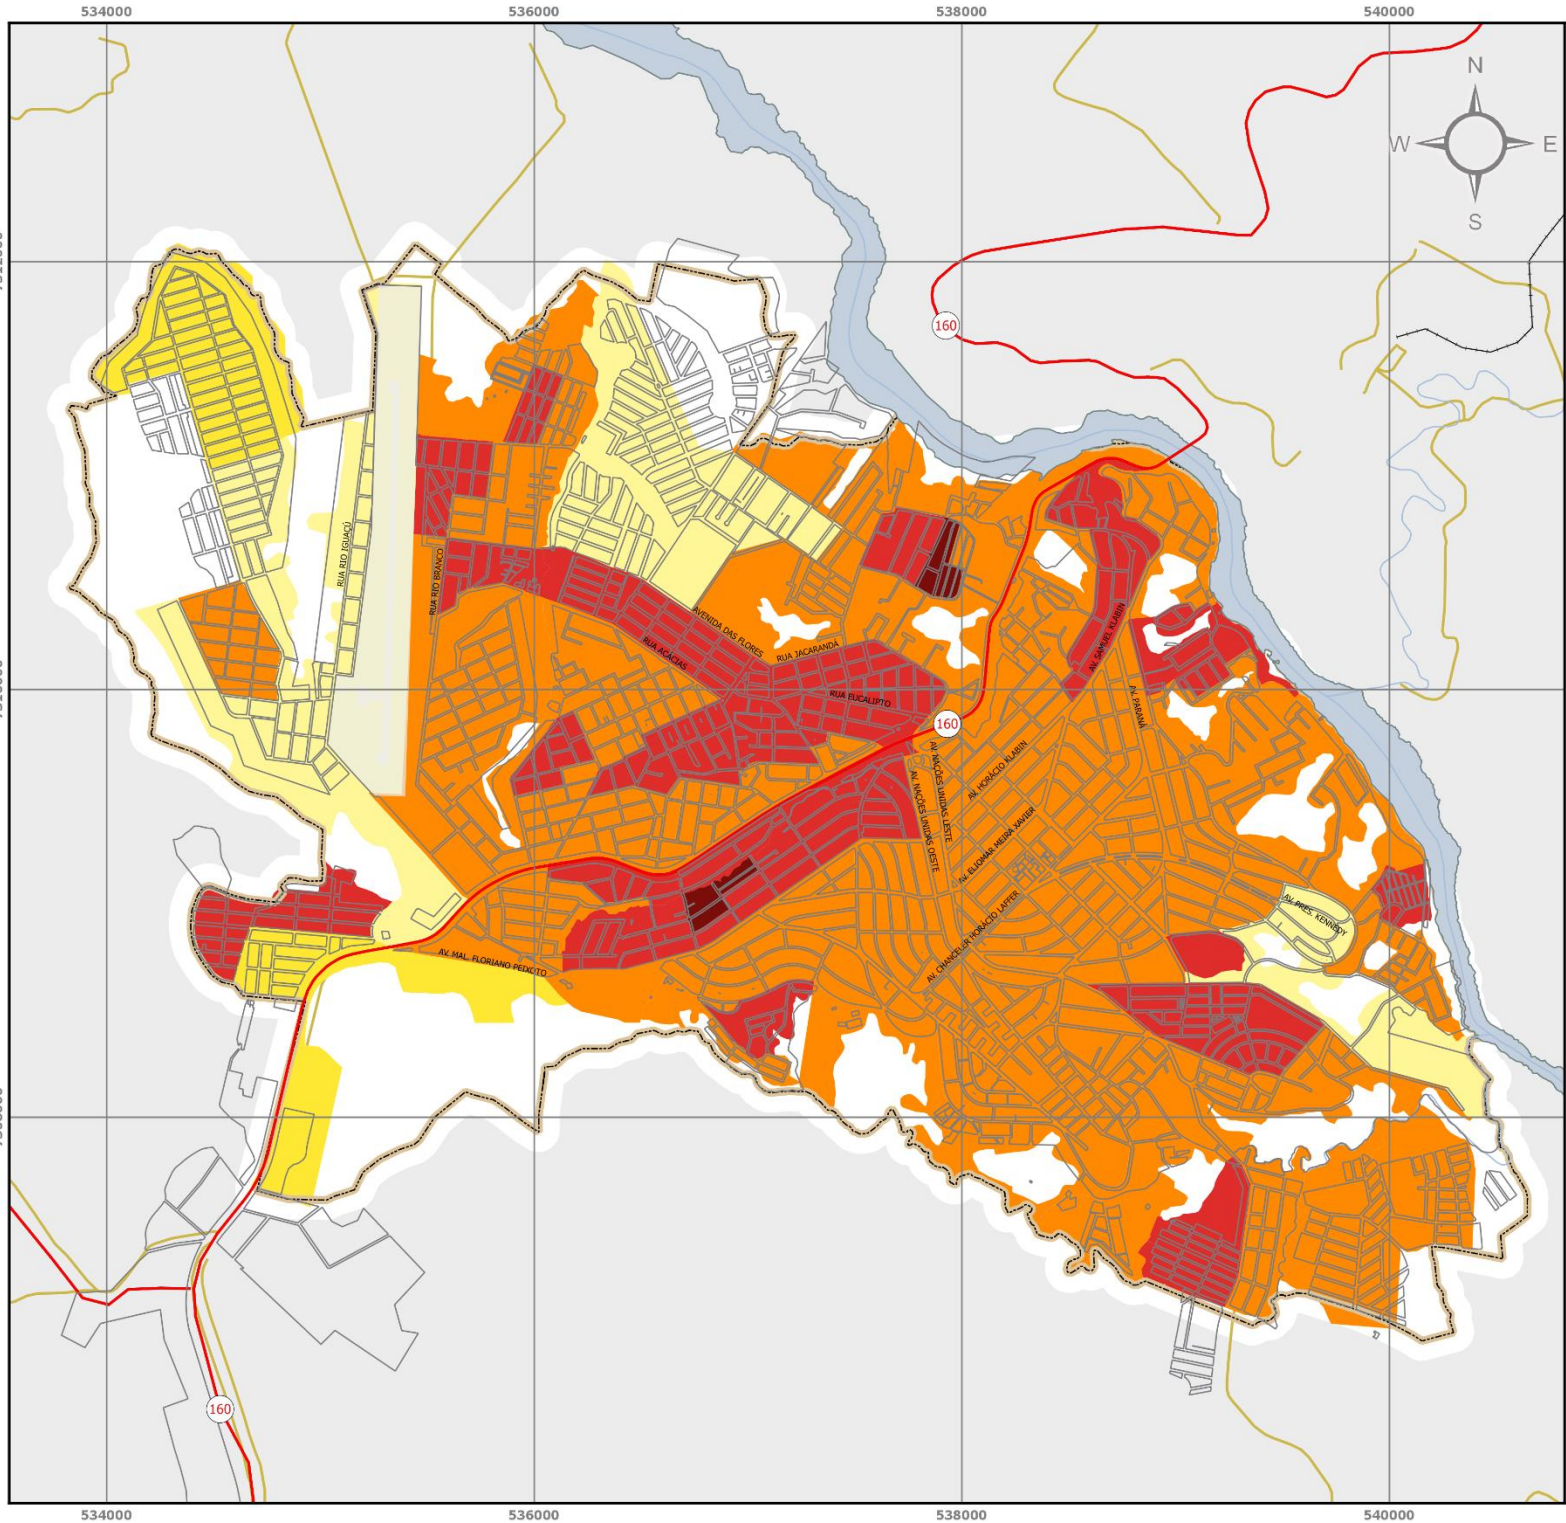 534000
536000
538000
540000
N
W
E
S
160
RUA RIO IGUAÇÚ
RUA RIO BRANCO
AVENIDA DAS FLORES
RUA ACÁCIAS
RUA JACARANDÁ
RUA EUCALIPTO
AV. SAMUEL KLABIN
AV. PARANÁ
160
AV. NAÇÕES UNIDAS LESTE
AV. NAÇÕES UNIDAS OESTE
AV. HORÁCIO KLABIN
AV. ELIOMAR MEIRA XAVIER
AV. CHANCELER HORÁCIO LAFFER
AV. PRES. KENNEDY
AV. MAL. FLORIANO PEIXOTO
160
534000
536000
538000
540000